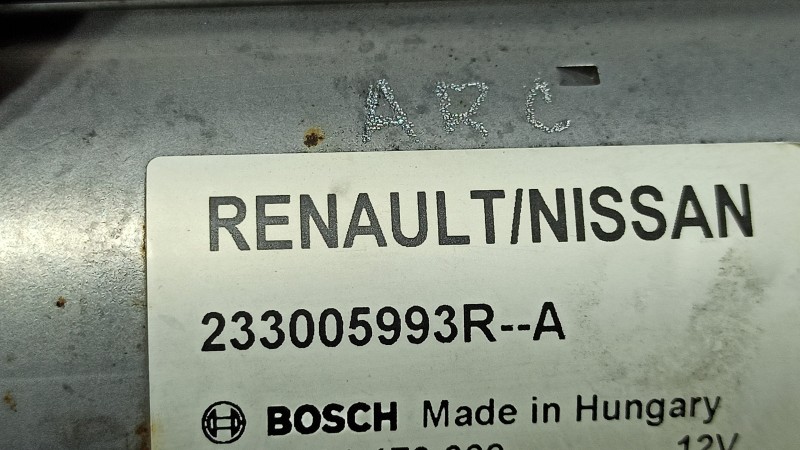 ARC
RENAULT/NISSAN
233005993R--A
BOSCH Made in Hungary
12V